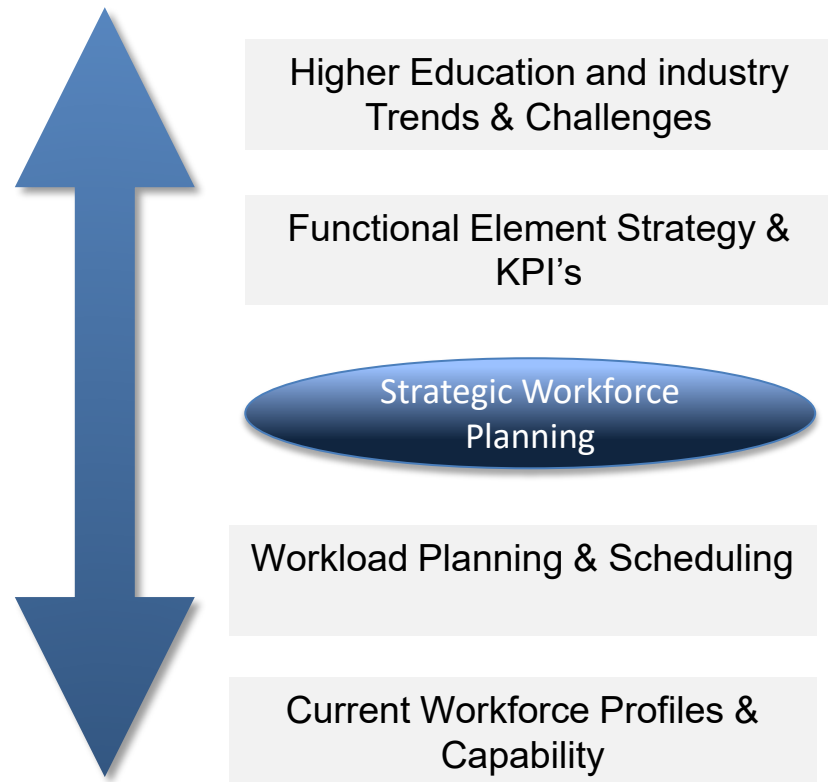 Higher Education and industry
Trends & Challenges
Functional Element Strategy &
KPI’s
Strategic Workforce
Planning
Workload Planning & Scheduling
Current Workforce Profiles &
Capability